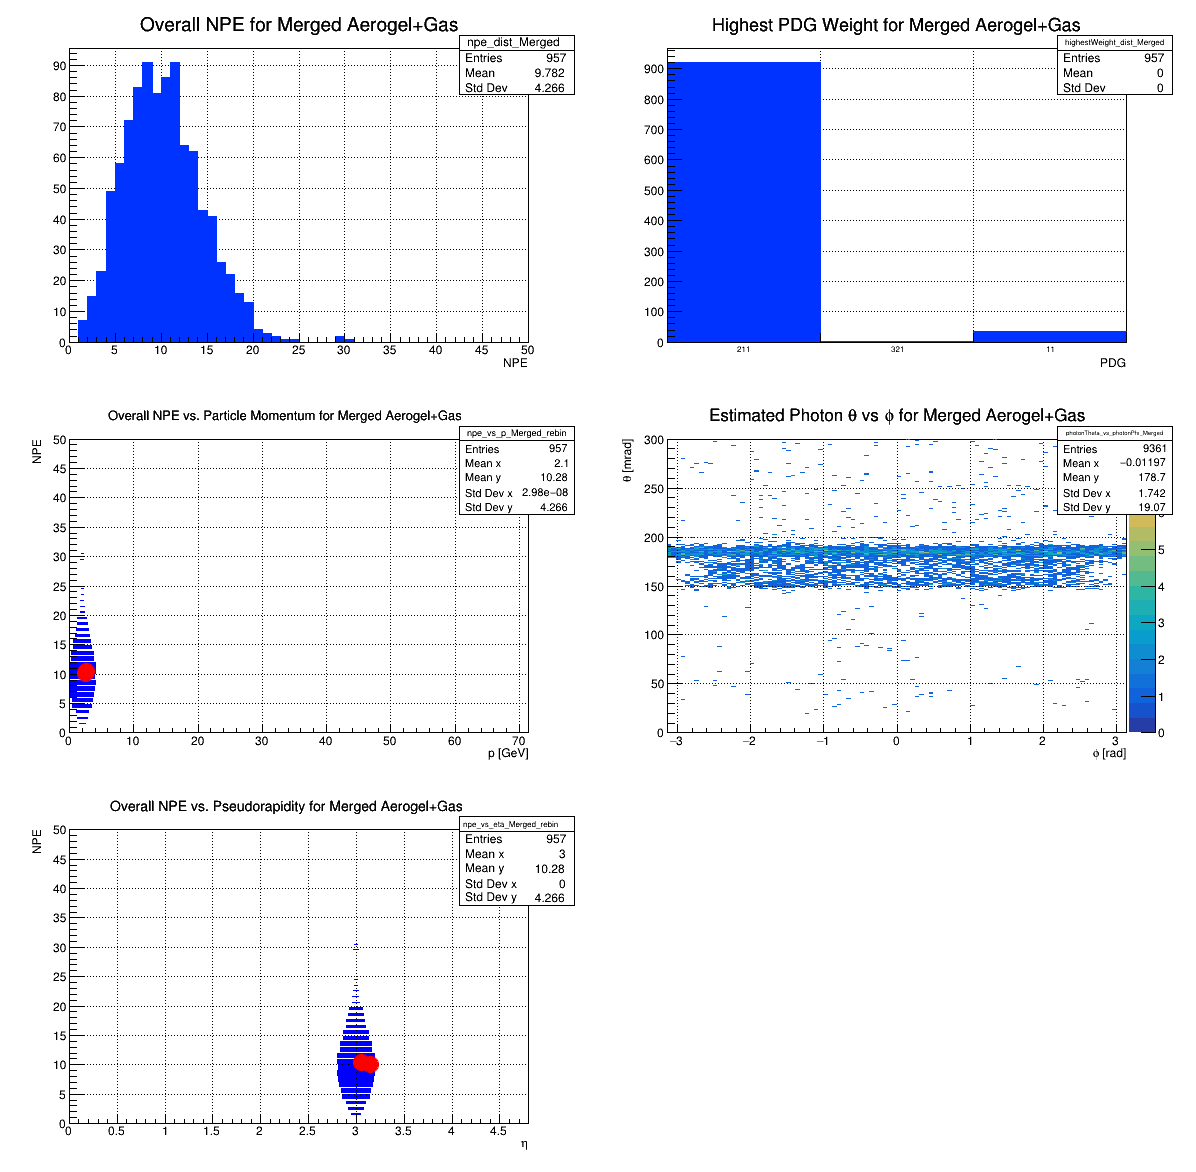 Overall NPE for Merged Aerogel+Gas
npe_dist_Merged
Entries 957
Mean 9.782
Std Dev 4.266
90
80
70
60
50
40
30
20
10
0
0 5 10 15 20 25 30 35 40 45 50
NPE
Highest PDG Weight for Merged Aerogel+Gas
highestWeight_dist_Merged
Entries 957
Mean 0
Std Dev 0
900
800
700
600
500
400
300
200
100
0
211 321 11
PDG
Overall NPE vs. Particle Momentum for Merged Aerogel+Gas
npe_vs_p_Merged_rebin
Entries 957
Mean x 2.1
Mean y 10.28
Std Dev x 2.98e−08
Std Dev y 4.266
NPE
50
45
40
35
30
25
20
15
10
5
0
0 10 20 30 40 50 60 70
p [GeV]
Estimated Photon θ vs ϕ for Merged Aerogel+Gas
photonTheta_vs_photonPhi_Merged
Entries 9361
Mean x −0.01197
Mean y 178.7
Std Dev x 1.742
Std Dev y 19.07
θ [mrad]
300
250
200
150
100
50
0
−3 −2 −1 0 1 2 3
ϕ [rad]
5
4
3
2
1
0
Overall NPE vs. Pseudorapidity for Merged Aerogel+Gas
npe_vs_eta_Merged_rebin
Entries 957
Mean x 3
Mean y 10.28
Std Dev x 0
Std Dev y 4.266
NPE
50
45
40
35
30
25
20
15
10
5
0
0 0.5 1 1.5 2 2.5 3 3.5 4 4.5
η